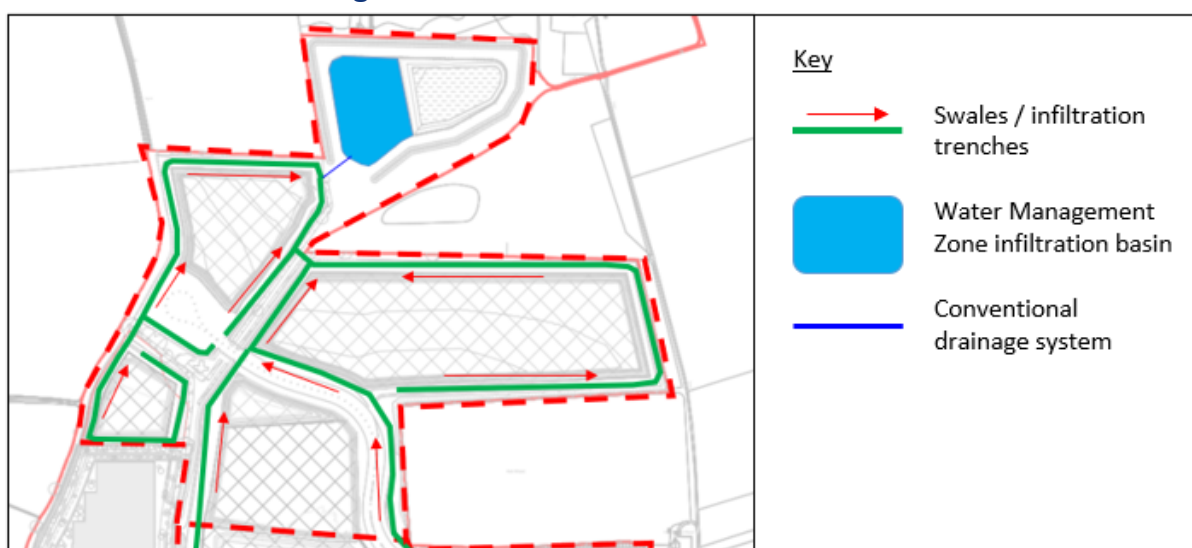 Key
Swales / infiltration
trenches
Water Management
Zone infiltration basin
Conventional
drainage system